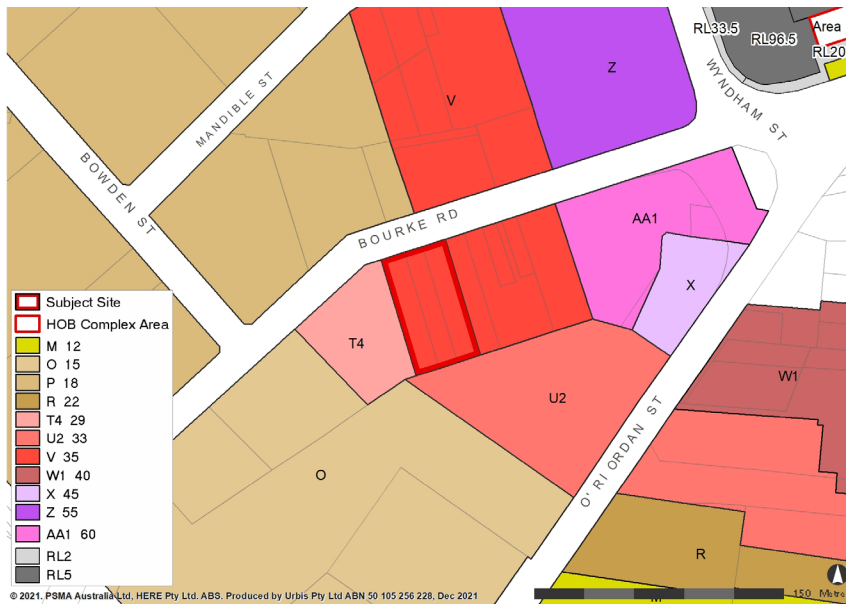 RL33.5
RL96.5
Area
RL20
Z
V
WYNDHAM ST
MANDIBLE ST
BOWDEN ST
BOURKE RD
AA1
X
T4
U2
W1
O' RIORDAN ST
O
R
M
Subject Site
HOB Complex Area
M 12
O 15
P 18
R 22
T4 29
U2 33
V 35
W1 40
X 45
Z 55
AA1 60
RL2
RL5
150 Metre
© 2021. PSMA Australia Ltd, HERE Pty Ltd. ABS. Produced by Urbis Pty Ltd ABN 50 105 256 228, Dec 2021